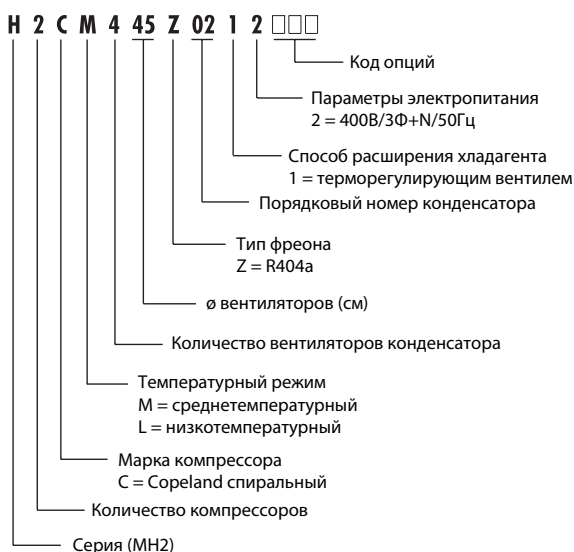 H 2 C M 4 45 Z 02 1 2 □□□
Код опций
Параметры электропитания
2 = 400В/3Ф+N/50Гц
Способ расширения хладагента
1 = терморегулирующим вентилем
Порядковый номер конденсатора
Тип фреона
Z = R404a
ø вентиляторов (см)
Количество вентиляторов конденсатора
Температурный режим
M = среднетемпературный
L = низкотемпературный
Марка компрессора
C = Copeland спиральный
Количество компрессоров
Серия (MH2)